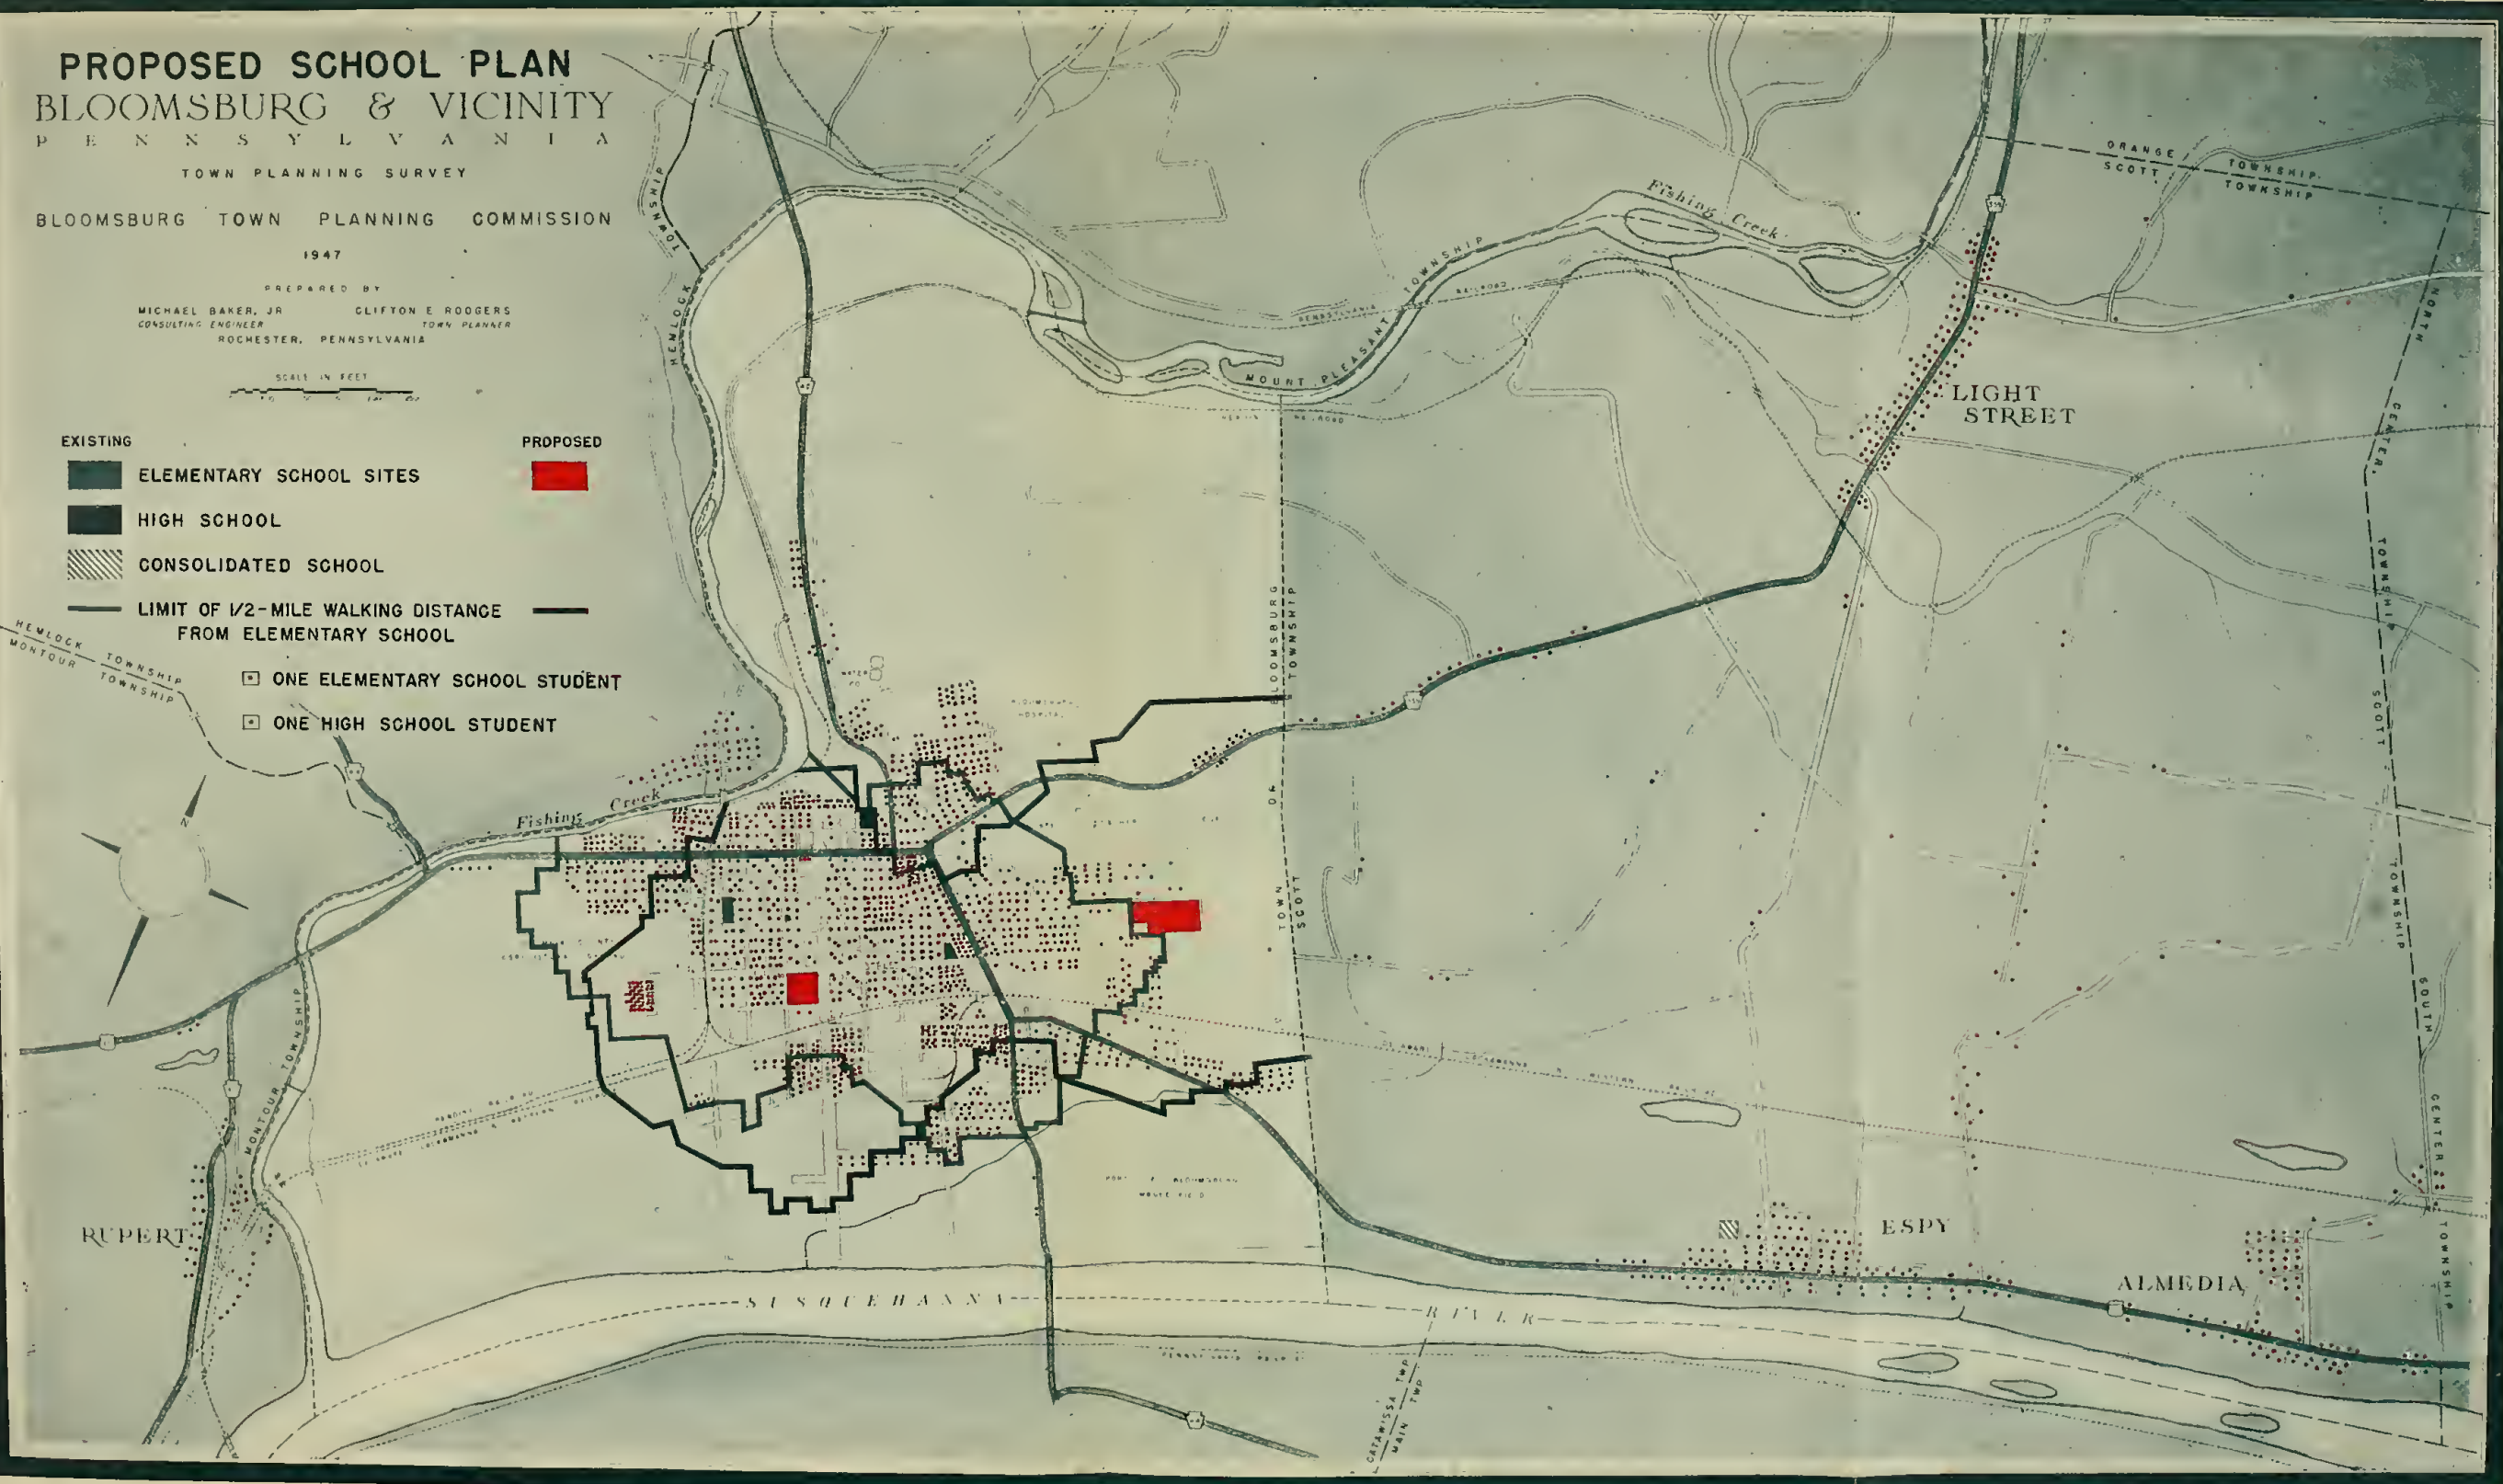 PROPOSED SCHOOL PLAN
BLOOMSBURG & VICINITY
PENNSYLVANIA
TOWN PLANNING SURVEY
BLOOMSBURG TOWN PLANNING COMMISSION
1947
PREPARED BY
MICHAEL BAKER, JR CLIFTON E RODGERS
CONSULTING ENGINEER TOWN PLANNER
ROCHESTER, PENNSYLVANIA
SCALE IN FEET
EXISTING PROPOSED
ELEMENTARY SCHOOL SITES
HIGH SCHOOL
CONSOLIDATED SCHOOL
LIMIT OF 1/2-MILE WALKING DISTANCE
FROM ELEMENTARY SCHOOL
ONE ELEMENTARY SCHOOL STUDENT
ONE HIGH SCHOOL STUDENT
HEMLOCK TOWNSHIP
MONTOUR TOWNSHIP
HEMLOCK TOWNSHIP
Fishing Creek
MOUNT PLEASANT TOWNSHIP
PENNSYLVANIA RAILROAD
ORANGE TOWNSHIP
SCOTT TOWNSHIP
LIGHT
STREET
NORTH CENTER TOWNSHIP
SCOTT TOWNSHIP
SOUTH CENTER TOWNSHIP
TOWN OF BLOOMSBURG
SCOTT TOWNSHIP
Fishing Creek
N
MONTOUR TOWNSHIP
RUPERT
ESPY
ALMEDIA
SUSQUEHANNA RIVER
CATAWISSA TWP
MAIN TWP